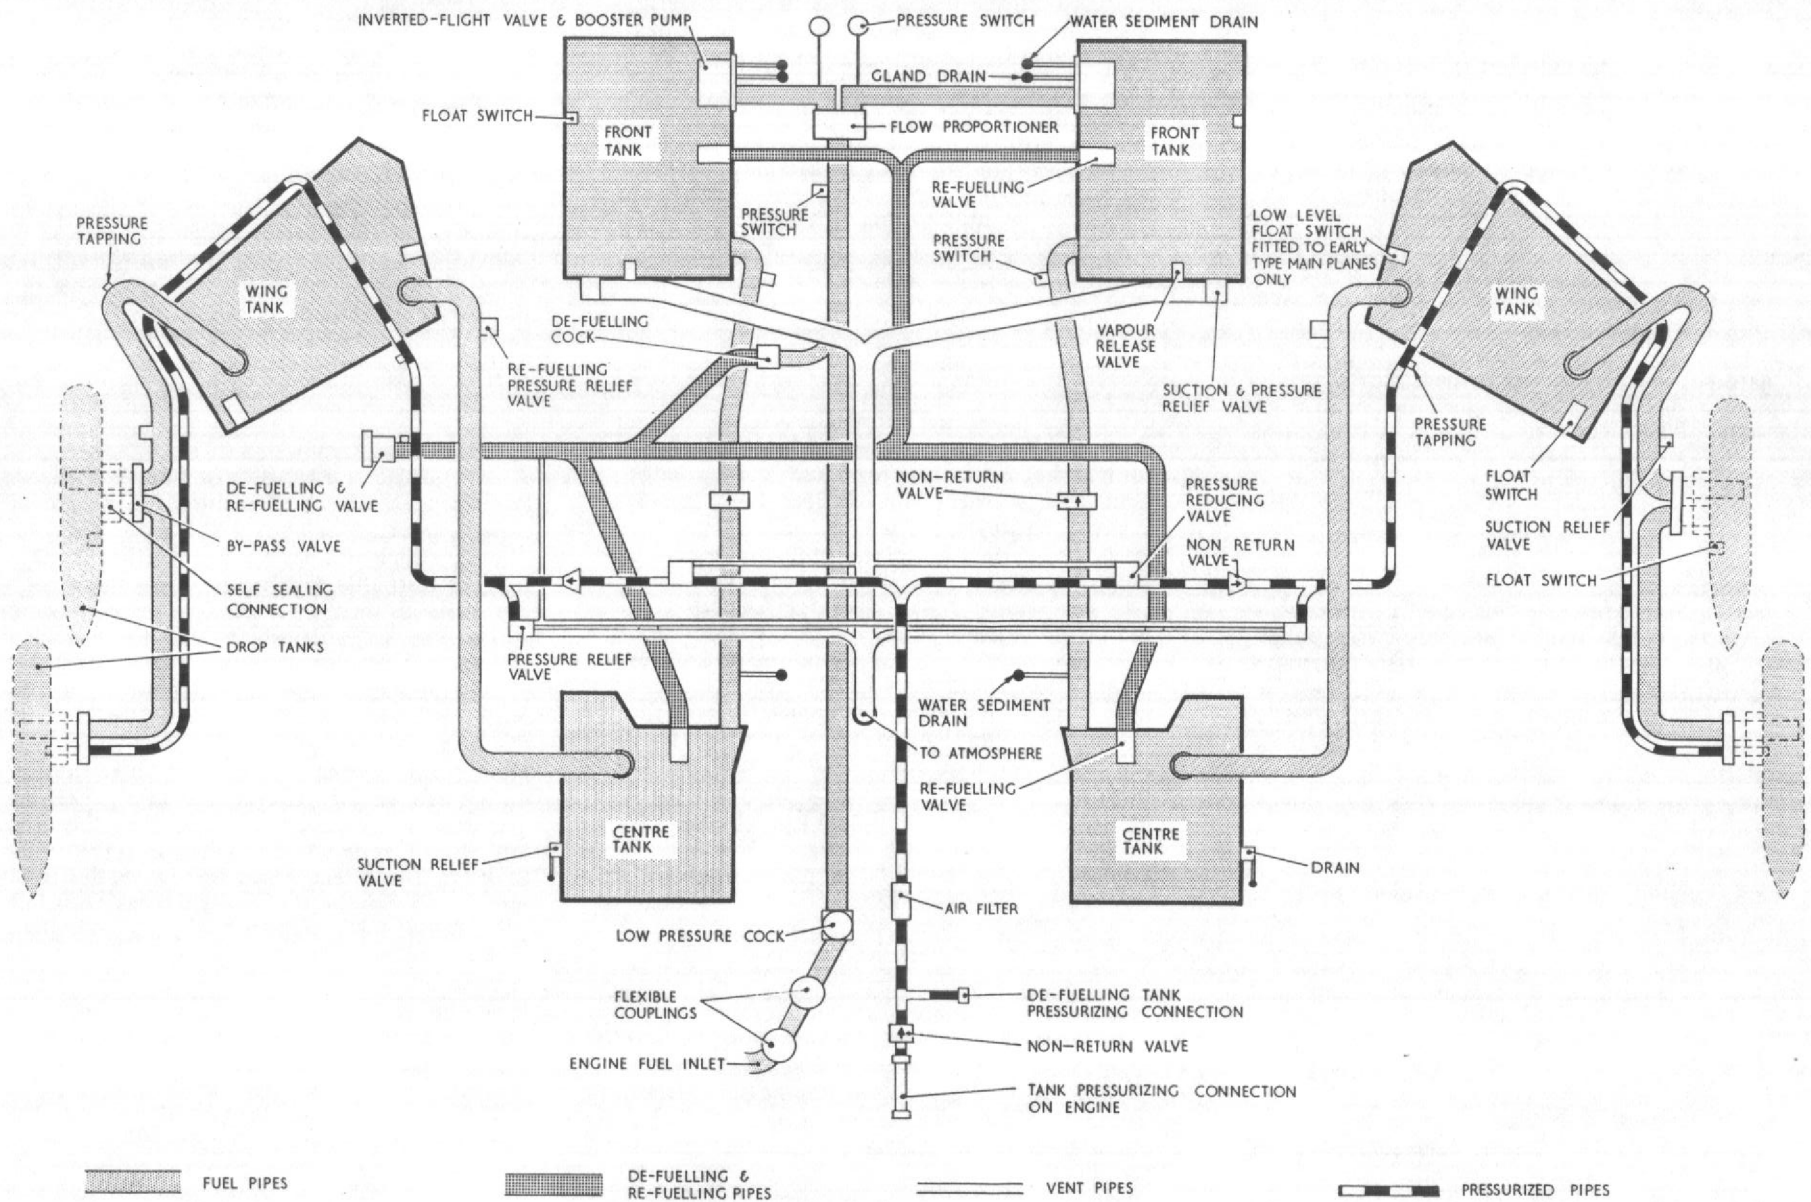 INVERTED-FLIGHT VALVE & BOOSTER PUMP
PRESSURE SWITCH
WATER SEDIMENT DRAIN
GLAND DRAIN
FLOAT SWITCH
FLOW PROPORTIONER
FRONT
TANK
FRONT
TANK
RE-FUELLING
VALVE
PRESSURE
TAPPING
PRESSURE
SWITCH
PRESSURE
SWITCH
LOW LEVEL
FLOAT SWITCH
FITTED TO EARLY
TYPE MAIN PLANES
ONLY
WING
TANK
WING
TANK
DE-FUELLING
COCK
VAPOUR
RELEASE
VALVE
RE-FUELLING
PRESSURE RELIEF
VALVE
SUCTION & PRESSURE
RELIEF VALVE
PRESSURE
TAPPING
DE-FUELLING &
RE-FUELLING VALVE
NON-RETURN
VALVE
PRESSURE
REDUCING
VALVE
FLOAT
SWITCH
BY-PASS VALVE
NON RETURN
VALVE
SUCTION RELIEF
VALVE
SELF SEALING
CONNECTION
FLOAT SWITCH
DROP TANKS
PRESSURE RELIEF
VALVE
WATER SEDIMENT
DRAIN
TO ATMOSPHERE
RE-FUELLING
VALVE
CENTRE
TANK
CENTRE
TANK
SUCTION RELIEF
VALVE
DRAIN
AIR FILTER
LOW PRESSURE COCK
FLEXIBLE
COUPLINGS
DE-FUELLING TANK
PRESSURIZING CONNECTION
NON-RETURN VALVE
ENGINE FUEL INLET
TANK PRESSURIZING CONNECTION
ON ENGINE
FUEL PIPES
DE-FUELLING &
RE-FUELLING PIPES
VENT PIPES
PRESSURIZED PIPES